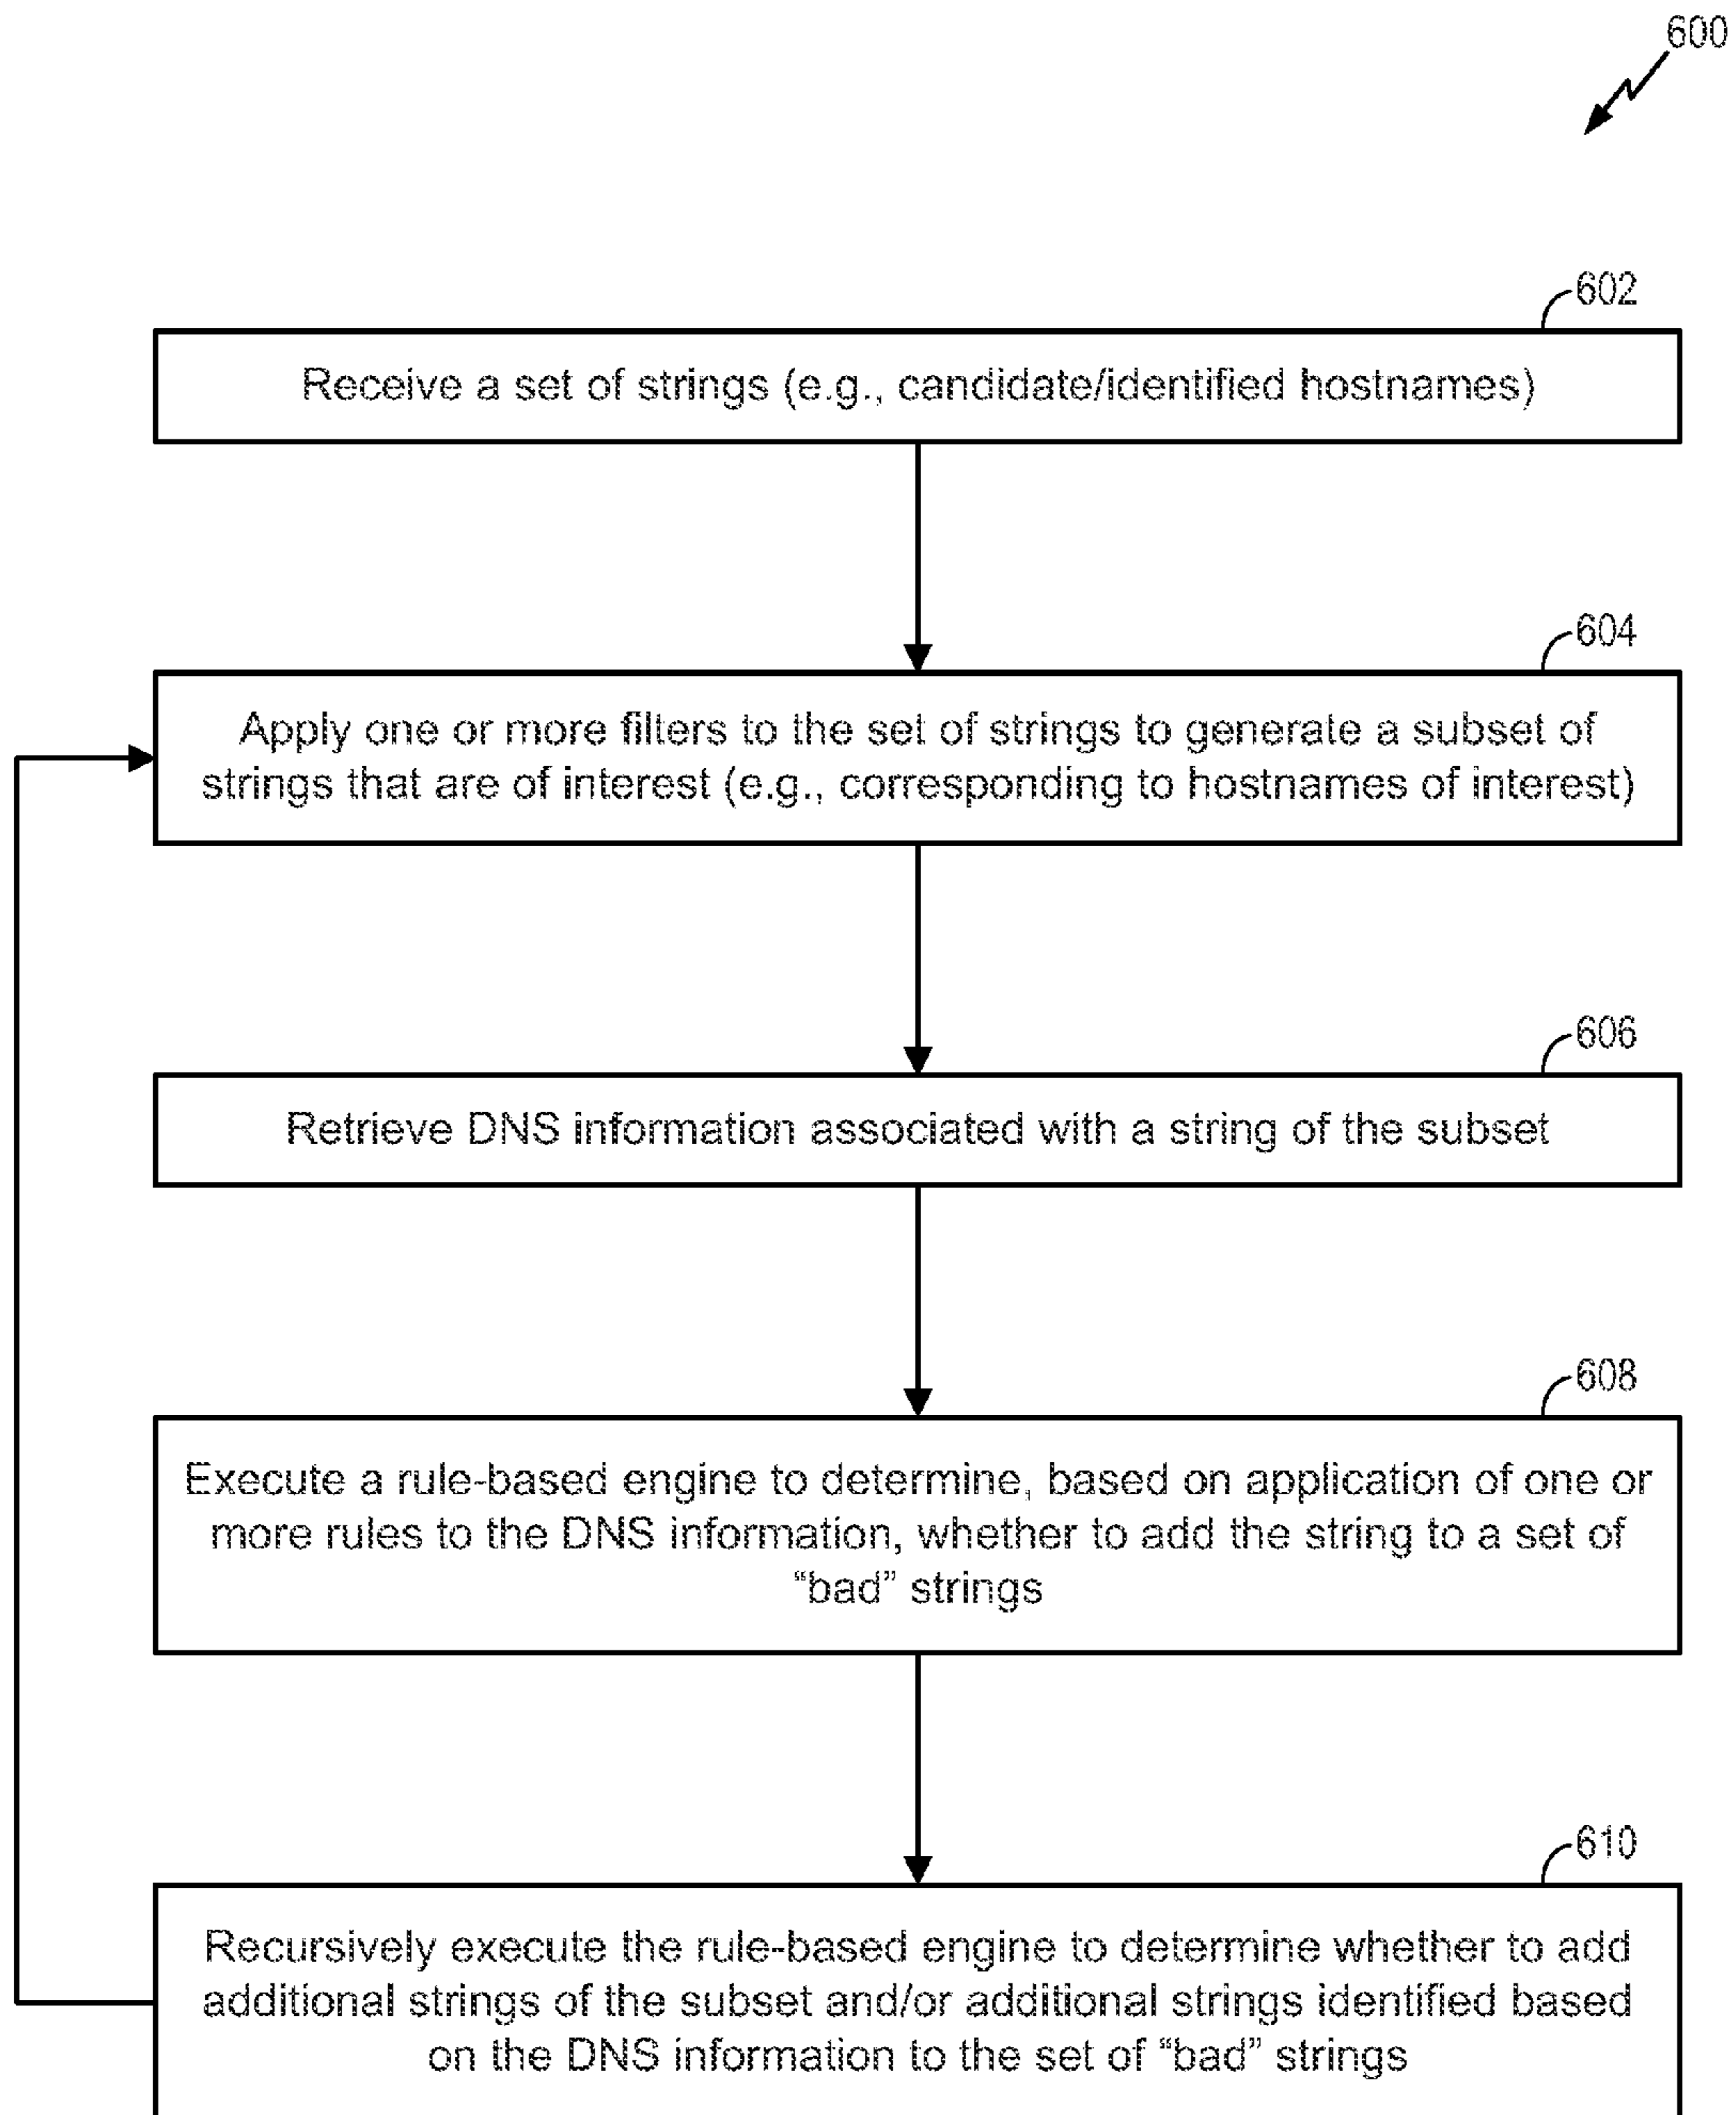 600
602
Receive a set of strings (e.g., candidate/identified hostnames)
604
Apply one or more filters to the set of strings to generate a subset of
strings that are of interest (e.g., corresponding to hostnames of interest)
606
Retrieve DNS information associated with a string of the subset
608
Execute a rule-based engine to determine, based on application of one or
more rules to the DNS information, whether to add the string to a set of
“bad” strings
610
Recursively execute the rule-based engine to determine whether to add
additional strings of the subset and/or additional strings identified based
on the DNS information to the set of “bad” strings